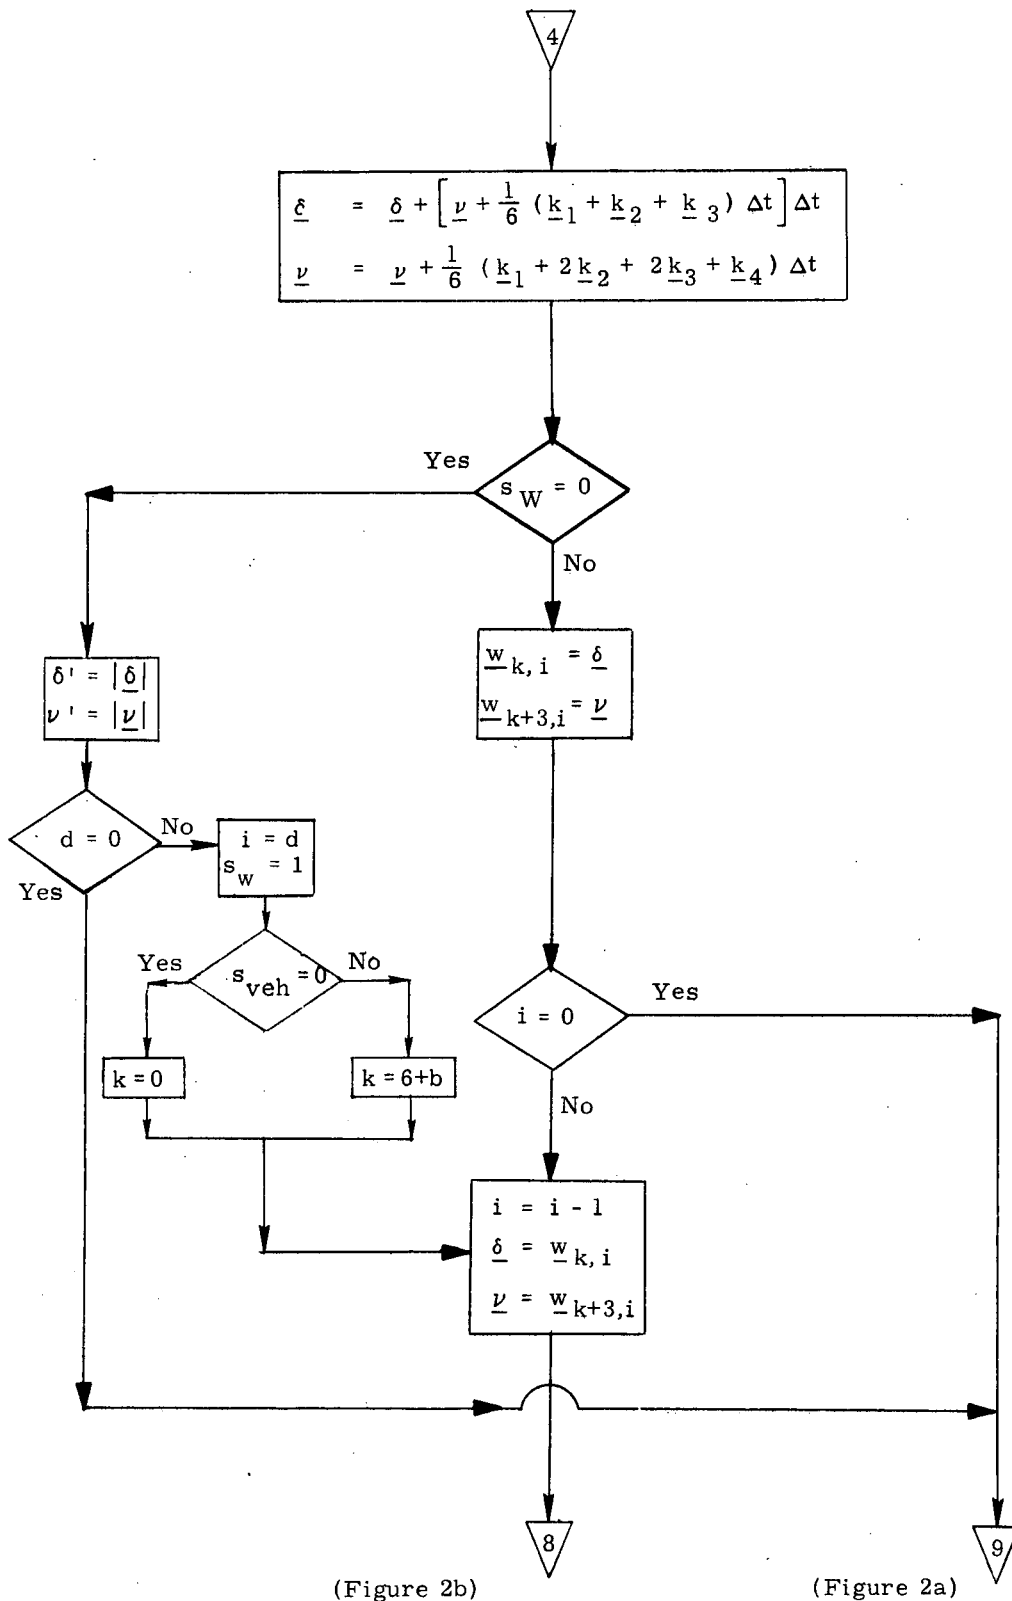 4
δ = δ + [ν + 1/6 (k1 + k2 + k3) Δt] Δt
ν = ν + 1/6 (k1 + 2k2 + 2k3 + k4) Δt
Yes
sW = 0
No
δ' = |δ|
ν' = |ν|
wk, i = δ
wk+3,i = ν
d = 0
No
Yes
i = d
sw = 1
Yes
sveh = 0
No
i = 0
Yes
k = 0
k = 6+b
No
i = i - 1
δ = wk, i
ν = wk+3,i
8
9
(Figure 2b)
(Figure 2a)